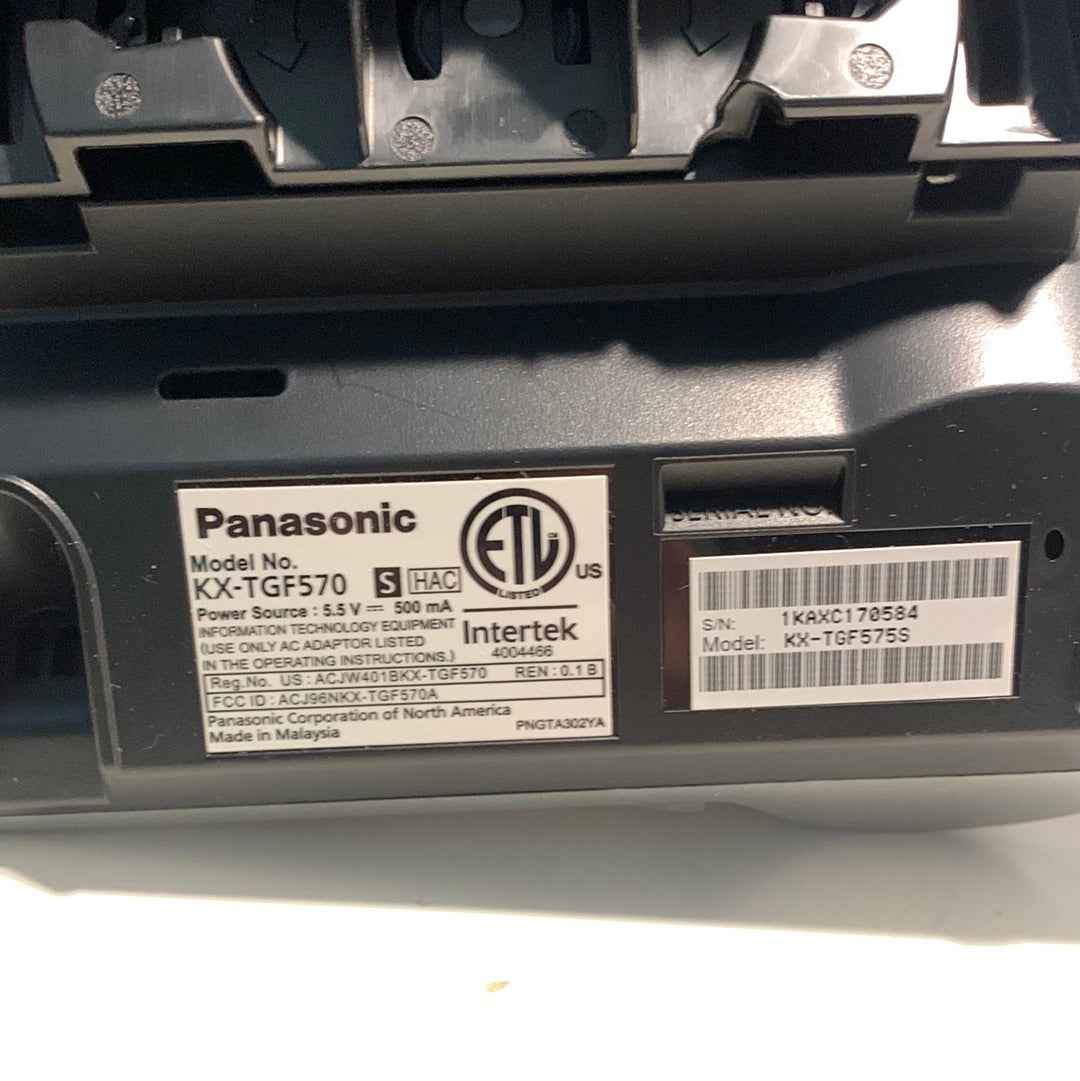 Panasonic
Model No.
KX-TGF570 S HAC
Power Source : 5.5 V ⎓ 500 mA
INFORMATION TECHNOLOGY EQUIPMENT
(USE ONLY AC ADAPTOR LISTED
IN THE OPERATING INSTRUCTIONS.)
ETL
LISTED
US
Intertek
4004466
Reg.No. US : ACJW401BKX-TGF570 REN : 0.1 B
FCC ID : ACJ96NKX-TGF570A
Panasonic Corporation of North America
Made in Malaysia PNGTA302YA
SERIAL NO
S/N: 1KAXC170584
Model: KX-TGF575S